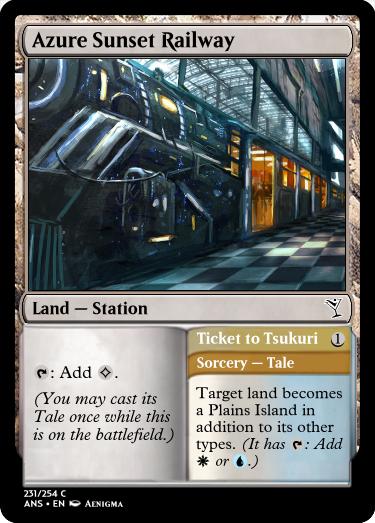 Azure Sunset Railway
Land — Station
: Add .
(You may cast its
Tale once while this
is on the battlefield.)
Ticket to Tsukuri 1
Sorcery — Tale
Target land becomes
a Plains Island in
addition to its other
types. (It has : Add
or .)
231/254 C
ANS • EN Aenigma